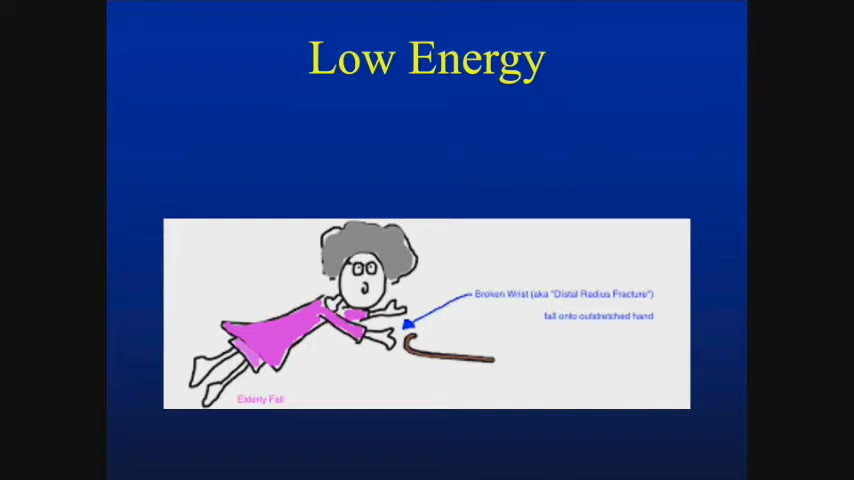 Low Energy
Broken Wrist (aka "Distal Radius Fracture")
fall onto outstretched hand
Elderly Fall